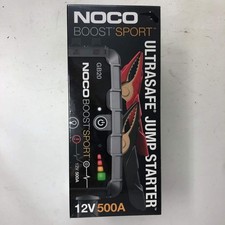 NOCO
BOOST SPORT
ULTRASAFE JUMP STARTER
GB20
NOCO BOOST SPORT
12V 500A
12V 500A